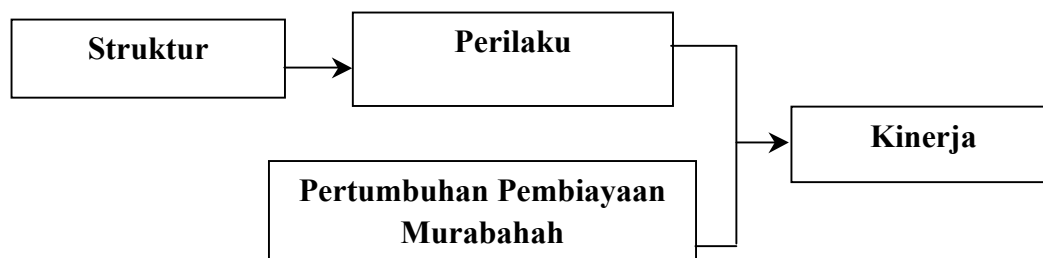 Struktur
Perilaku
Kinerja
Pertumbuhan Pembiayaan
Murabahah